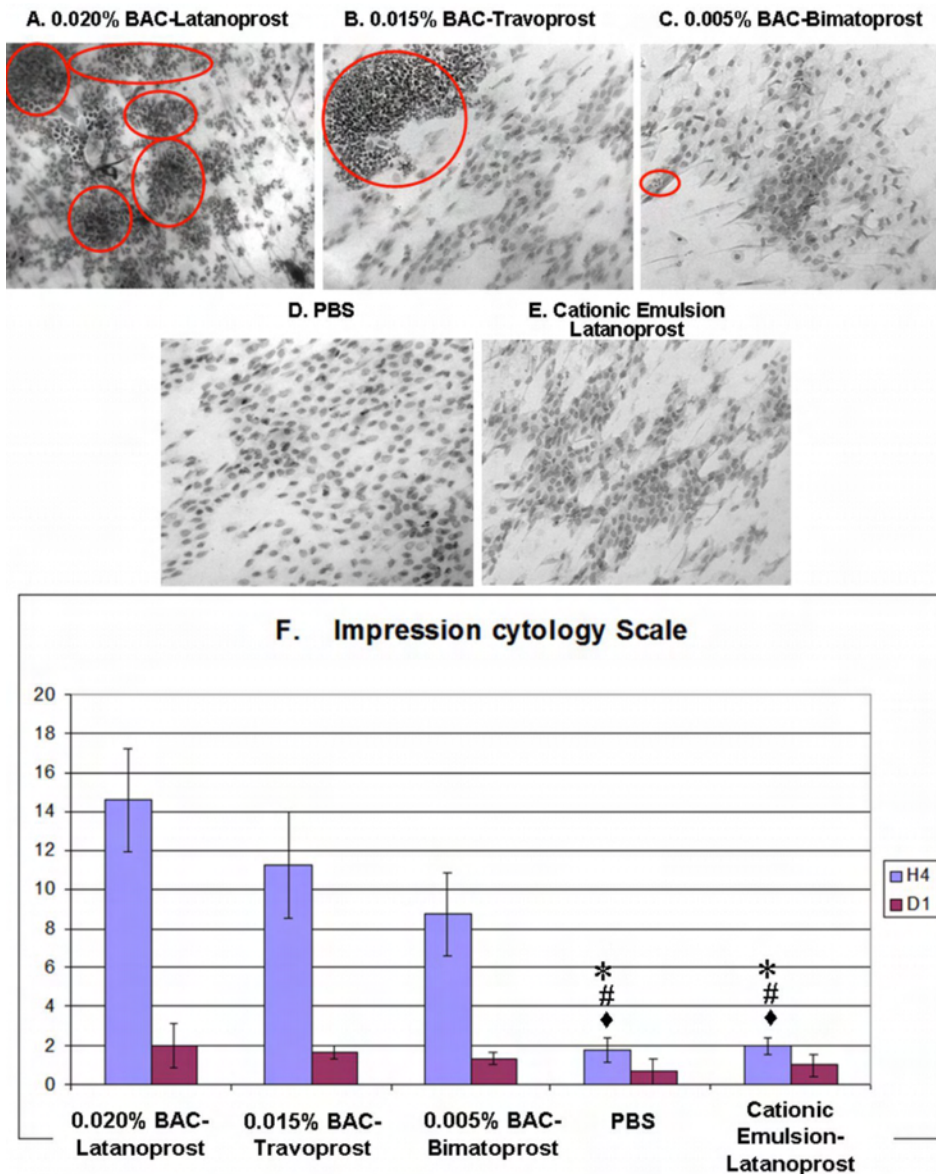 A. 0.020% BAC-Latanoprost
B. 0.015% BAC-Travoprost
C. 0.005% BAC-Bimatoprost
D. PBS
E. Cationic Emulsion
Latanoprost
F. Impression cytology Scale
20
18
16
14
12
10
8
6
4
2
0
*
#
♦
*
#
♦
H4
D1
0.020% BAC-
Latanoprost
0.015% BAC-
Travoprost
0.005% BAC-
Bimatoprost
PBS
Cationic
Emulsion-
Latanoprost